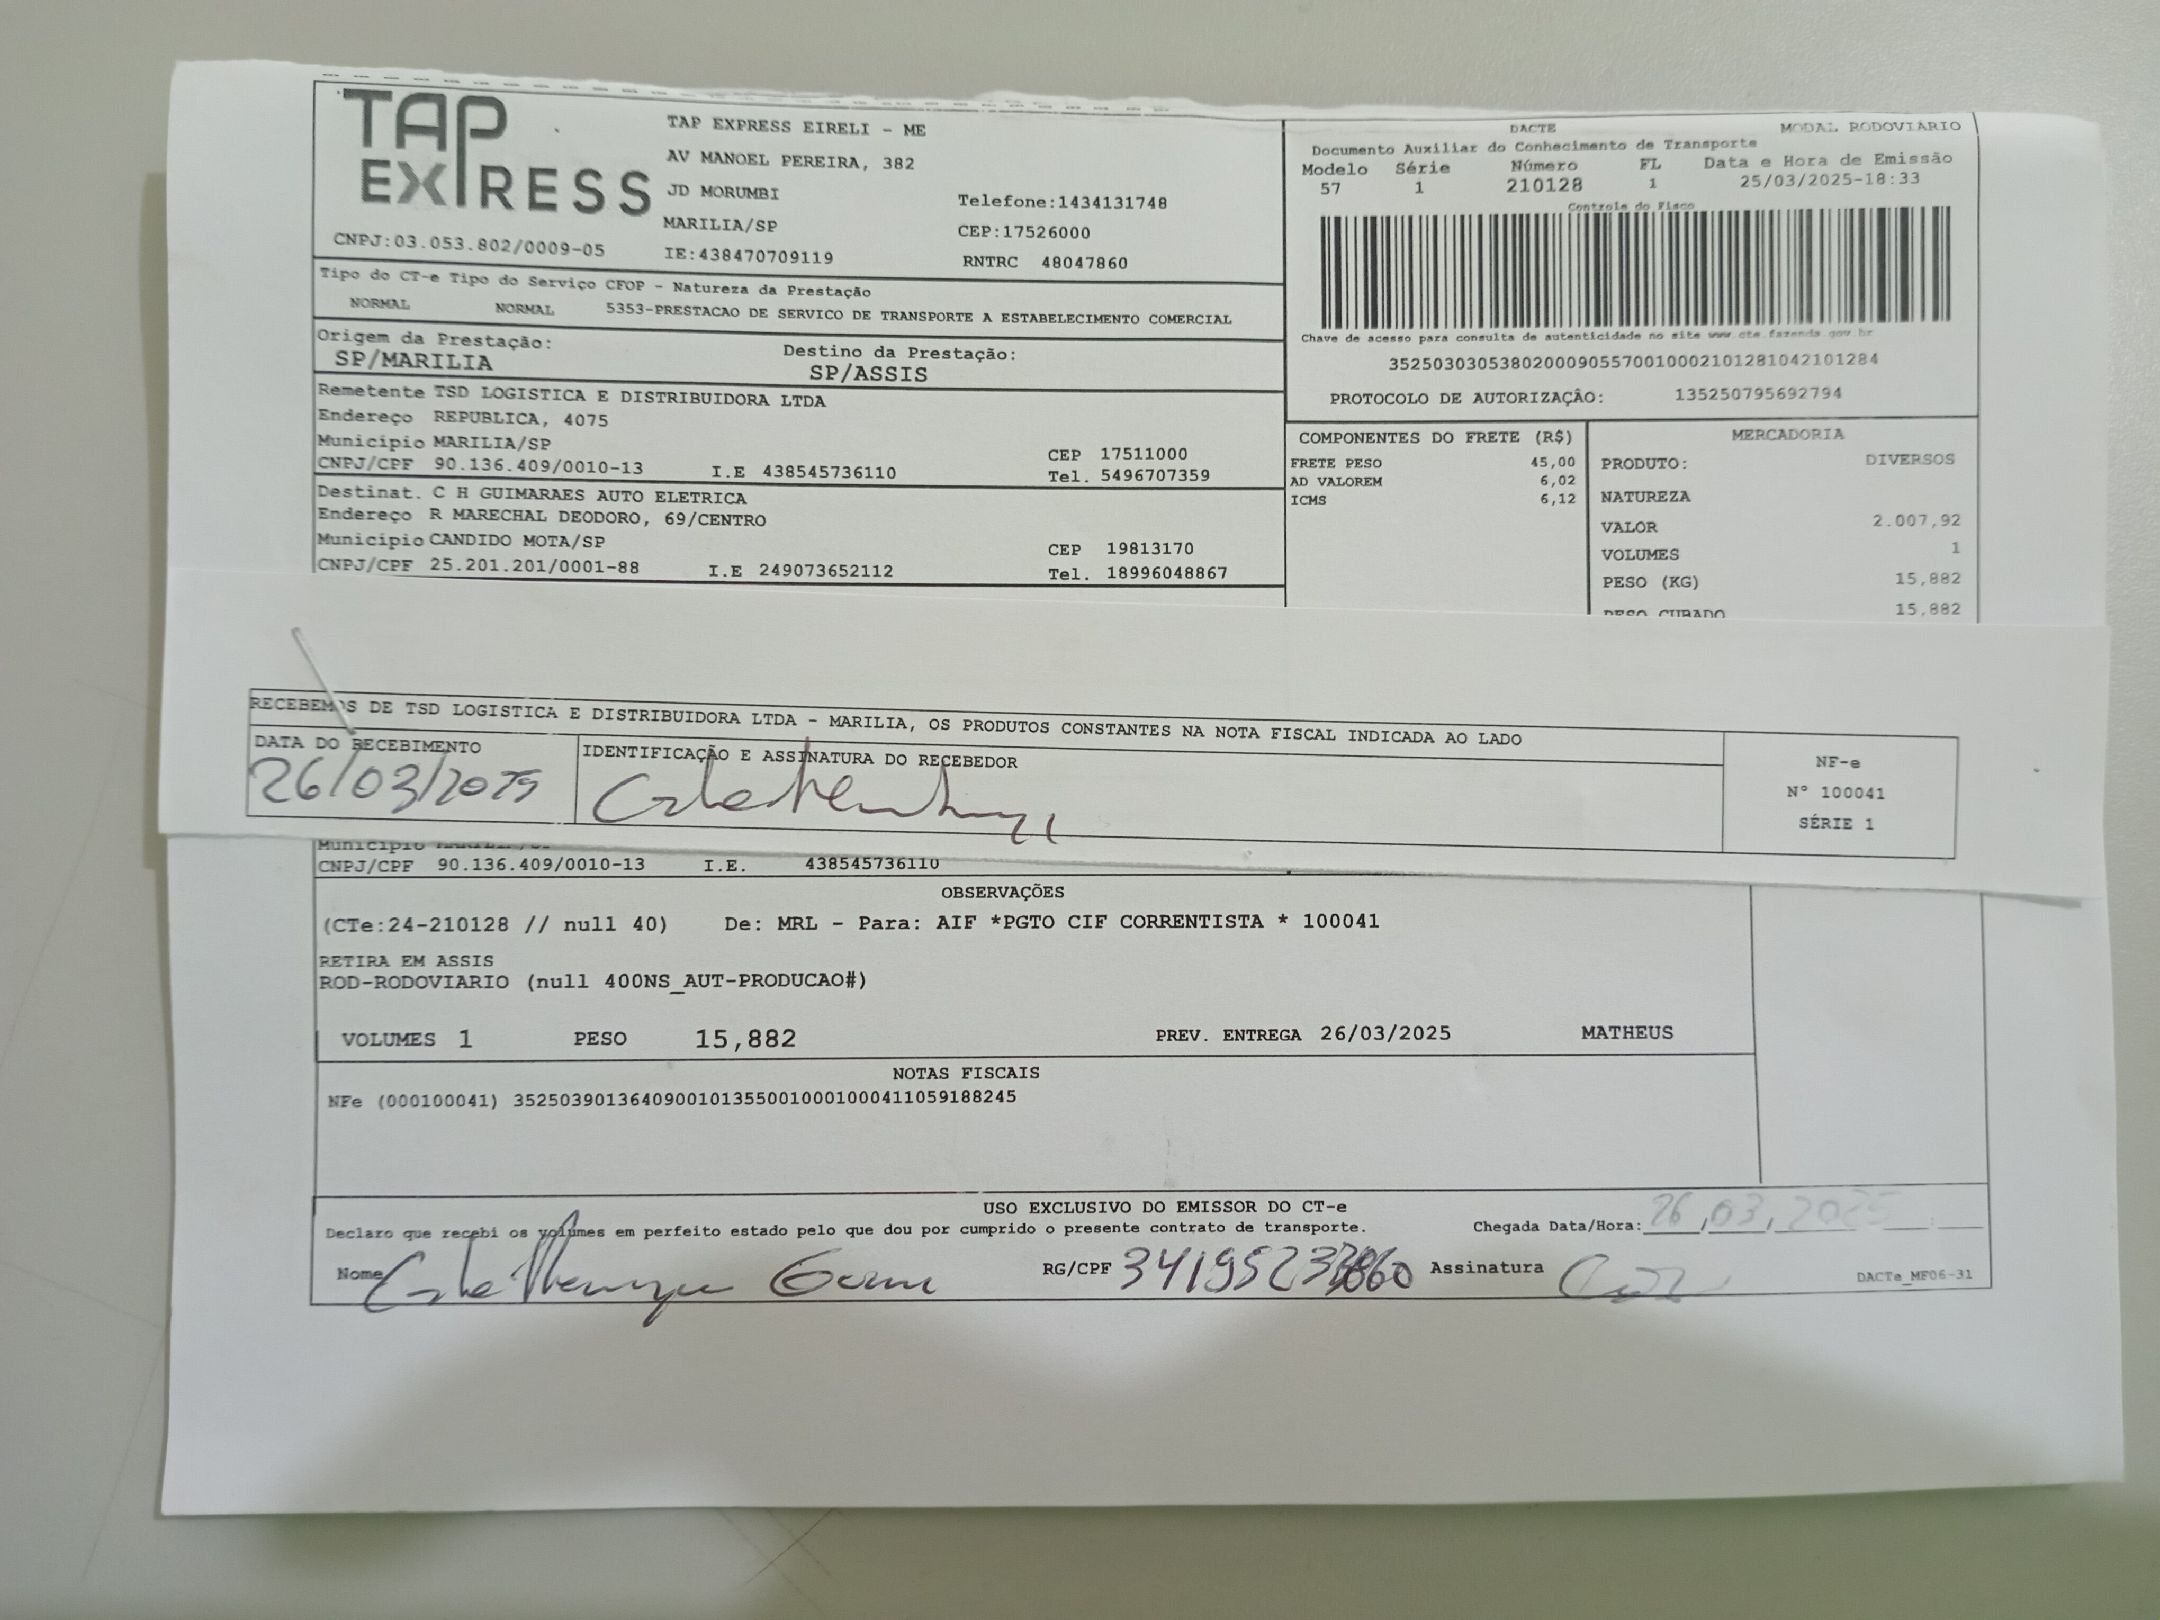 TAP EXPRESS
TAP EXPRESS EIRELI - ME
AV MANOEL PEREIRA, 382
JD MORUMBI
MARILIA/SP
Telefone:1434131748
CEP:17526000
CNPJ:03.053.802/0009-05
IE:438470709119
RNTRC 48047860
DACTE
MODAL RODOVIÁRIO
Documento Auxiliar do Conhecimento de Transporte
Modelo Série Número FL Data e Hora de Emissão
57 1 210128 1 25/03/2025-18:33
Controle do Fisco
Chave de acesso para consulta de autenticidade no site www.cte.fazenda.gov.br
35250303053802000905570010002101281042101284
PROTOCOLO DE AUTORIZAÇÂO: 135250795692794
Tipo do CT-e Tipo do Serviço CFOP - Natureza da Prestação
NORMAL NORMAL 5353-PRESTACAO DE SERVICO DE TRANSPORTE A ESTABELECIMENTO COMERCIAL
Origem da Prestação: Destino da Prestação:
SP/MARILIA SP/ASSIS
Remetente TSD LOGISTICA E DISTRIBUIDORA LTDA
Endereço REPUBLICA, 4075
Município MARILIA/SP CEP 17511000
CNPJ/CPF 90.136.409/0010-13 I.E 438545736110 Tel. 5496707359
Destinat. C H GUIMARAES AUTO ELETRICA
Endereço R MARECHAL DEODORO, 69/CENTRO
Município CANDIDO MOTA/SP CEP 19813170
CNPJ/CPF 25.201.201/0001-88 I.E 249073652112 Tel. 18996048867
COMPONENTES DO FRETE (R$)
FRETE PESO 45,00
AD VALOREM 6,02
ICMS 6,12
MERCADORIA
PRODUTO: DIVERSOS
NATUREZA
VALOR 2.007,92
VOLUMES 1
PESO (KG) 15,882
PESO CUBADO 15,882
RECEBEMOS DE TSD LOGISTICA E DISTRIBUIDORA LTDA - MARILIA, OS PRODUTOS CONSTANTES NA NOTA FISCAL INDICADA AO LADO
DATA DO RECEBIMENTO IDENTIFICAÇÃO E ASSINATURA DO RECEBEDOR
26/03/2025
NF-e
N° 100041
SÉRIE 1
Município
CNPJ/CPF 90.136.409/0010-13 I.E. 438545736110
OBSERVAÇÕES
(CTe:24-210128 // null 40) De: MRL - Para: AIF *PGTO CIF CORRENTISTA * 100041
RETIRA EM ASSIS
ROD-RODOVIARIO (null 400NS_AUT-PRODUCAO#)
VOLUMES 1 PESO 15,882 PREV. ENTREGA 26/03/2025 MATHEUS
NOTAS FISCAIS
NFe (000100041) 35250390136409001013550010001000411059188245
USO EXCLUSIVO DO EMISSOR DO CT-e
Declaro que recebi os volumes em perfeito estado pelo que dou por cumprido o presente contrato de transporte. Chegada Data/Hora: 26,03,2025
Nome RG/CPF Assinatura
DACTe_MF06-31